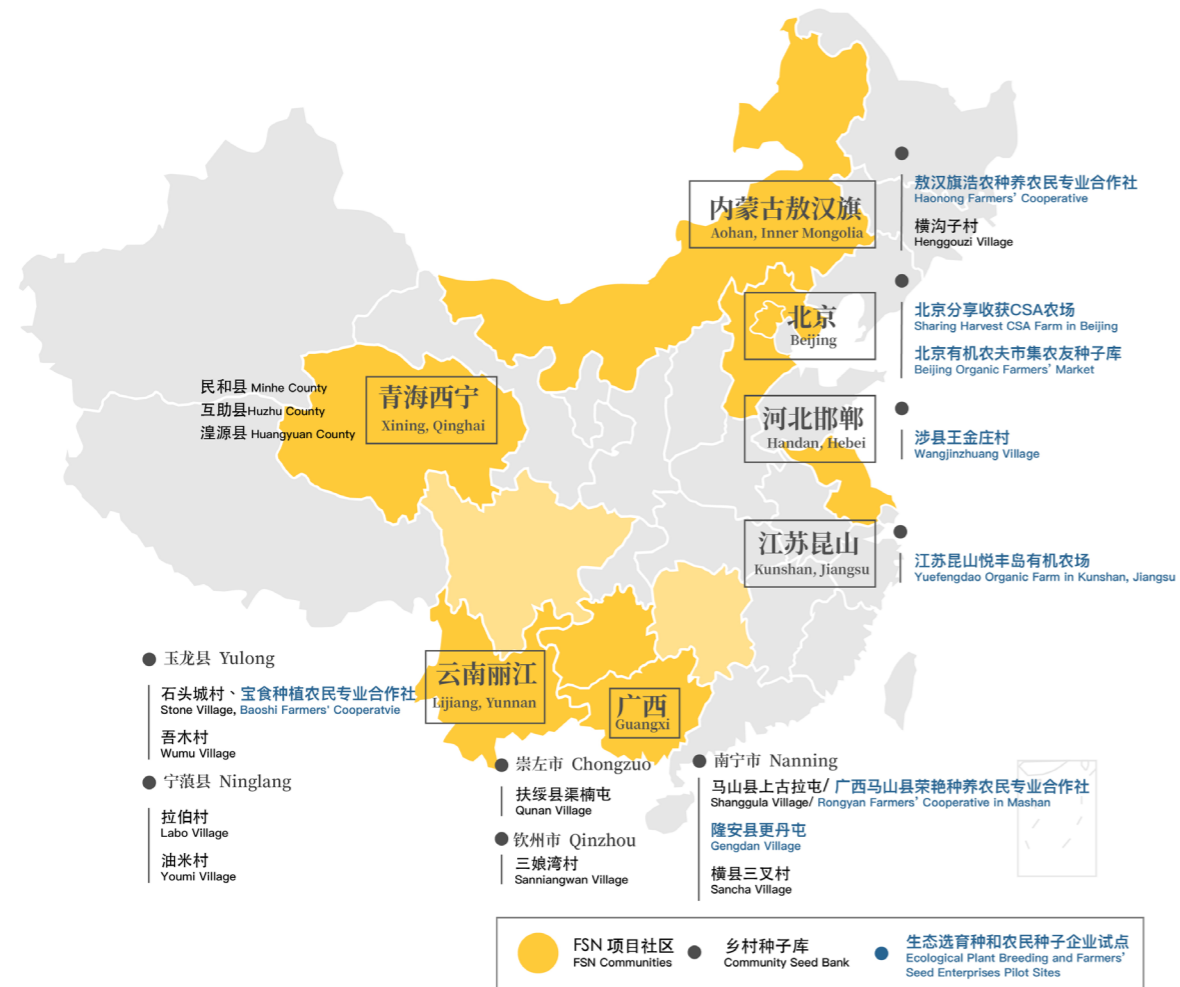 内蒙古敖汉旗
Aohan, Inner Mongolia
敖汉旗浩农种养农民专业合作社
Haonong Farmers' Cooperative
横沟子村
Henggouzi Village
北京
Beijing
北京分享收获CSA农场
Sharing Harvest CSA Farm in Beijing
北京有机农夫市集农友种子库
Beijing Organic Farmers' Market
民和县 Minhe County
互助县Huzhu County
湟源县 Huangyuan County
青海西宁
Xining, Qinghai
河北邯郸
Handan, Hebei
涉县王金庄村
Wangjinzhuang Village
江苏昆山
Kunshan, Jiangsu
江苏昆山悦丰岛有机农场
Yuefengdao Organic Farm in Kunshan, Jiangsu
云南丽江
Lijiang, Yunnan
玉龙县 Yulong
石头城村、宝食种植农民专业合作社
Stone Village, Baoshi Farmers' Cooperatvie
吾木村
Wumu Village
宁蒗县 Ninglang
拉伯村
Labo Village
油米村
Youmi Village
广西
Guangxi
崇左市 Chongzuo
扶绥县渠楠屯
Qunan Village
钦州市 Qinzhou
三娘湾村
Sanniangwan Village
南宁市 Nanning
马山县上古拉屯/ 广西马山县荣艳种养农民专业合作社
Shanggula Village/ Rongyan Farmers' Cooperative in Mashan
隆安县更丹屯
Gengdan Village
横县三叉村
Sancha Village
FSN 项目社区
FSN Communities
乡村种子库
Community Seed Bank
生态选育种和农民种子企业试点
Ecological Plant Breeding and Farmers'
Seed Enterprises Pilot Sites